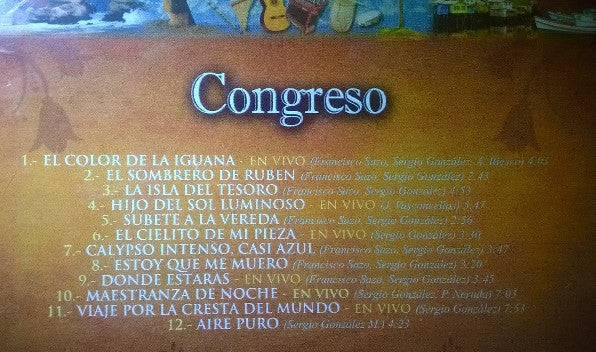 Congreso
1.- EL COLOR DE LA IGUANA - EN VIVO (Francisco Sazo, Sergio González, A. Riesco) 4:03
2.- EL SOMBRERO DE RUBEN (Francisco Sazo, Sergio González) 2:43
3.- LA ISLA DEL TESORO (Francisco Sazo, Sergio González) 4:53
4.- HIJO DEL SOL LUMINOSO - EN VIVO (J. Vasconcellos) 5:47
5.- SUBETE A LA VEREDA (Francisco Sazo, Sergio González) 2:36
6.- EL CIELITO DE MI PIEZA - EN VIVO (Sergio González) 3:30
7.- CALYPSO INTENSO, CASI AZUL (Francisco Sazo, Sergio González) 3:47
8.- ESTOY QUE ME MUERO (Francisco Sazo, Sergio González) 3:20
9.- DONDE ESTARAS - EN VIVO (Francisco Sazo, Sergio González) 3:45
10.- MAESTRANZA DE NOCHE - EN VIVO (Sergio González, P. Neruda) 7:03
11.- VIAJE POR LA CRESTA DEL MUNDO - EN VIVO (Sergio González) 7:53
12.- AIRE PURO (Sergio González M.) 4:23